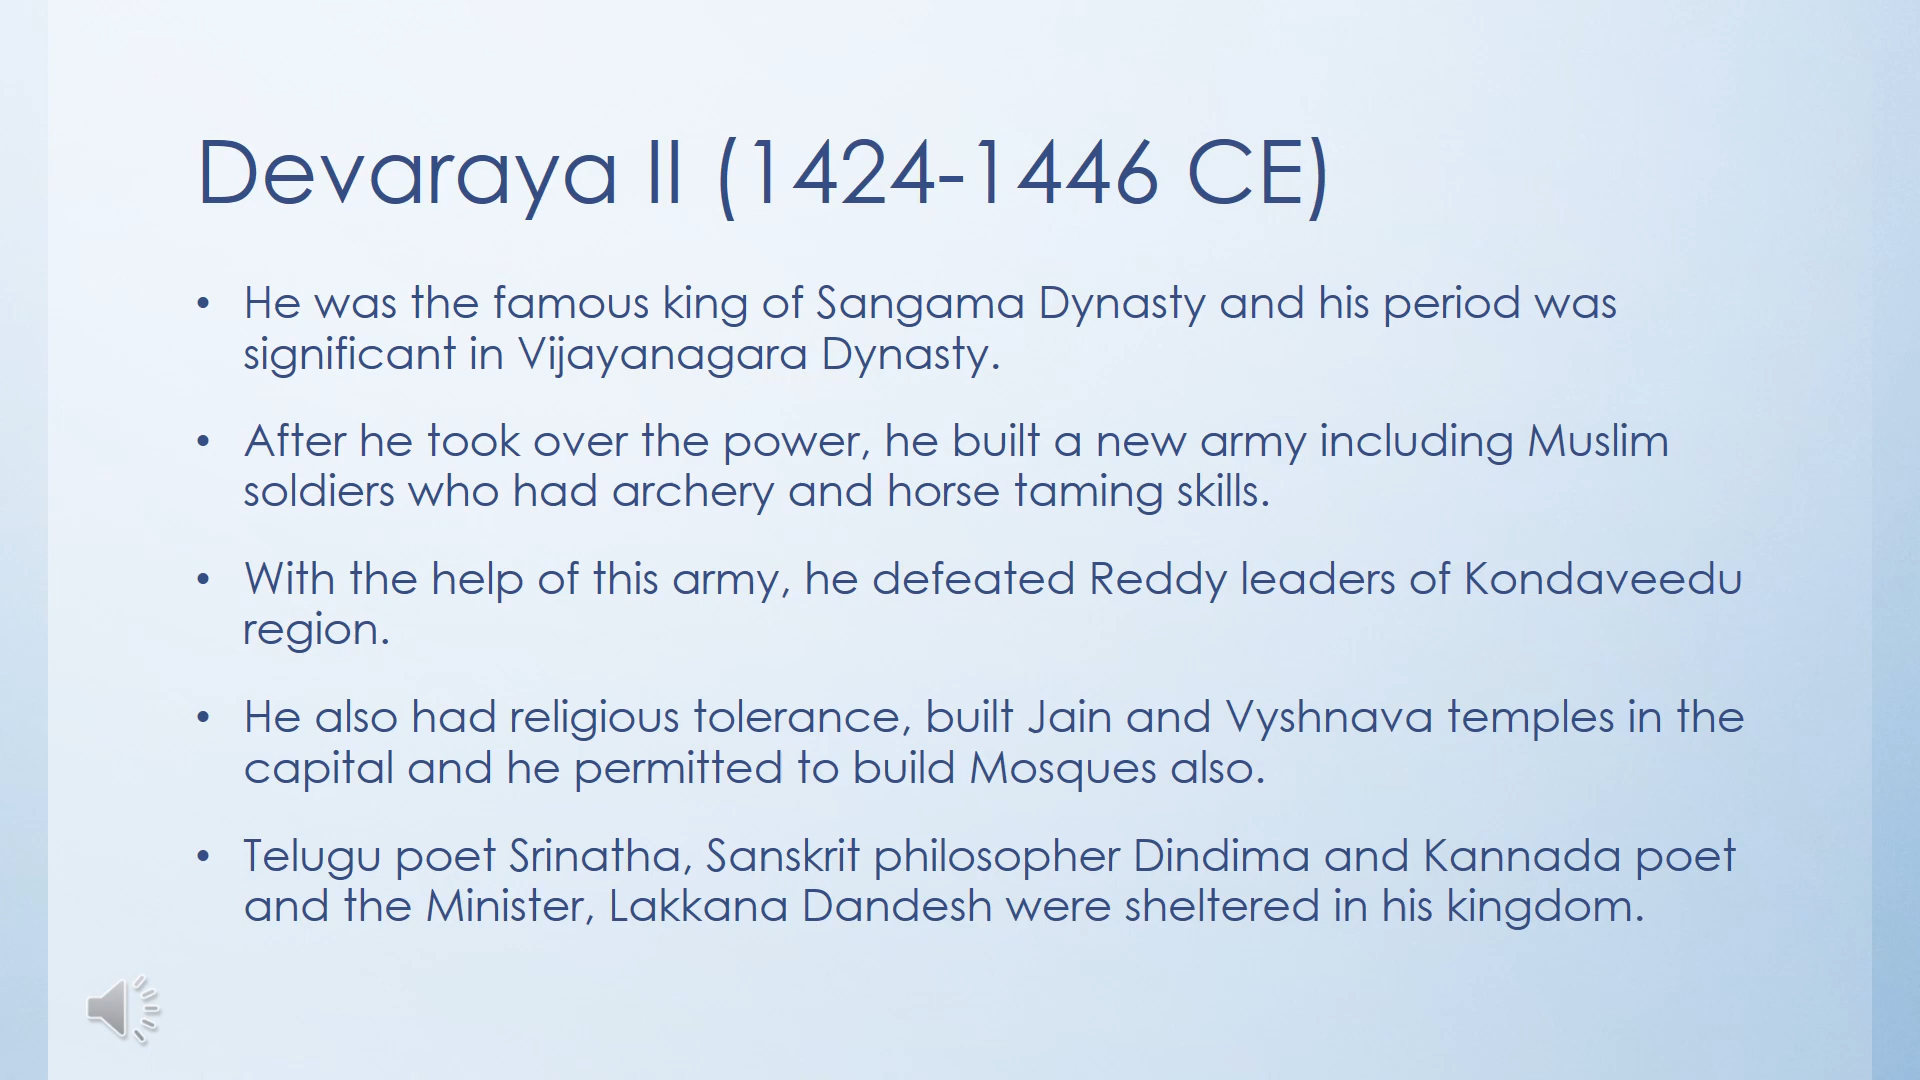 Devaraya II (1424-1446 CE)
• He was the famous king of Sangama Dynasty and his period was
significant in Vijayanagara Dynasty.
• After he took over the power, he built a new army including Muslim
soldiers who had archery and horse taming skills.
• With the help of this army, he defeated Reddy leaders of Kondaveedu
region.
• He also had religious tolerance, built Jain and Vyshnava temples in the
capital and he permitted to build Mosques also.
• Telugu poet Srinatha, Sanskrit philosopher Dindima and Kannada poet
and the Minister, Lakkana Dandesh were sheltered in his kingdom.